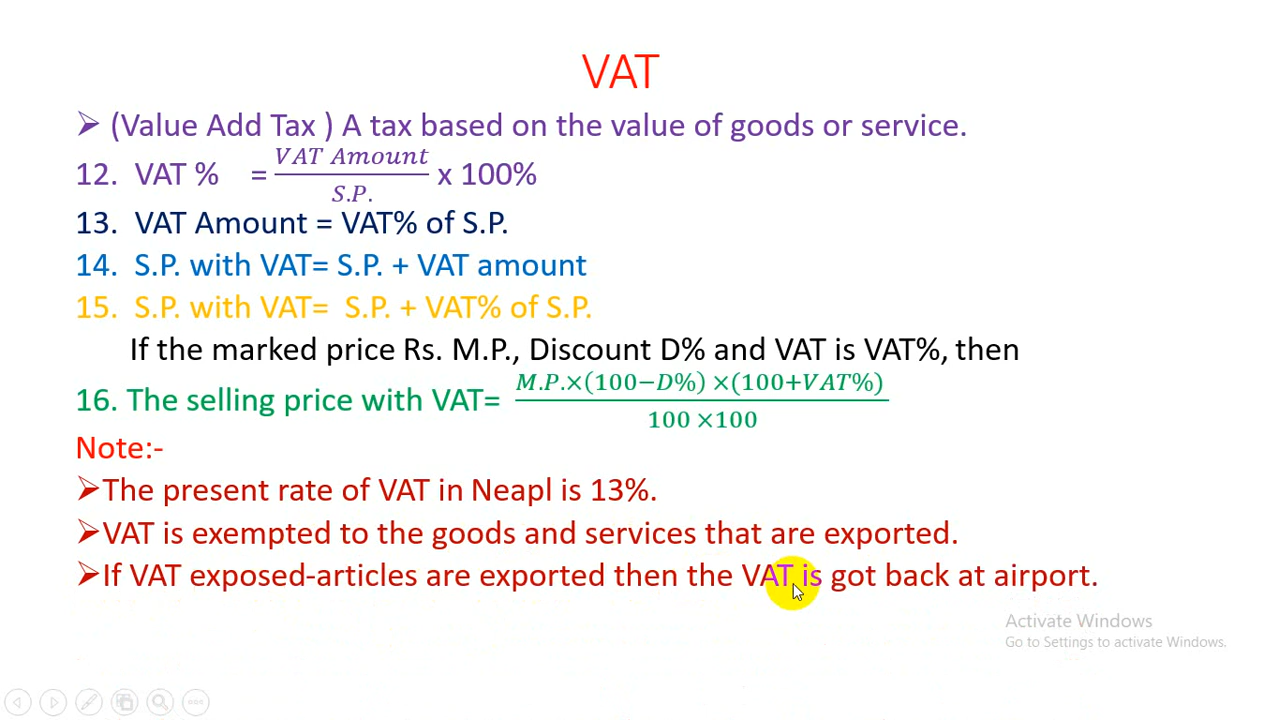 VAT
➢ (Value Add Tax ) A tax based on the value of goods or service.
12. VAT % = \frac{VAT Amount}{S.P.} x 100%
13. VAT Amount = VAT% of S.P.
14. S.P. with VAT= S.P. + VAT amount
15. S.P. with VAT= S.P. + VAT% of S.P.
If the marked price Rs. M.P., Discount D% and VAT is VAT%, then
16. The selling price with VAT= \frac{M.P.×(100−D%) ×(100+VAT%)}{100 ×100}
Note:-
➢The present rate of VAT in Neapl is 13%.
➢VAT is exempted to the goods and services that are exported.
➢If VAT exposed-articles are exported then the VAT is got back at airport.
Activate Windows
Go to Settings to activate Windows.